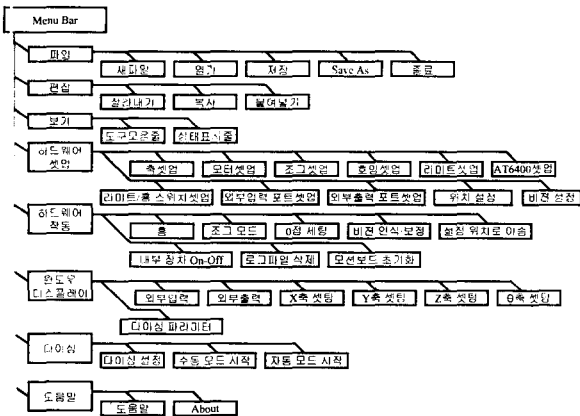 Menu Bar
파일
새파일 열기 저장 Save As 종료
편집
잘라내기 복사 붙여넣기
보기
도구모음줄 상태표시줄
하드웨어
셋업
축셋업 모터셋업 조그셋업 호밍셋업 리미트셋업 AT6400셋업
리미트/홈 스위치셋업 외부입력 포트셋업 외부출력 포트셋업 위치 설정 비전 설정
하드웨어
작동
홈 조그 모드 0점 세팅 비전 인식·보정 설정 위치로 이송
내부 장치 On-Off 로그파일 삭제 모션보드 초기화
윈도우
디스플레이
외부입력 외부출력 X축 셋팅 Y축 셋팅 Z축 셋팅 θ축 셋팅
다이싱 파라미터
다이싱
다이싱 설정 수동 모드 시작 자동 모드 시작
도움말
도움말 About